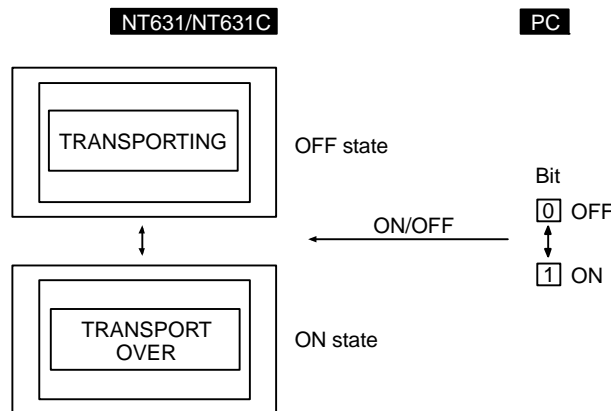 NT631/NT631C PC
TRANSPORTING
OFF state
Bit
0 OFF
ON/OFF
1 ON
TRANSPORT
OVER
ON state